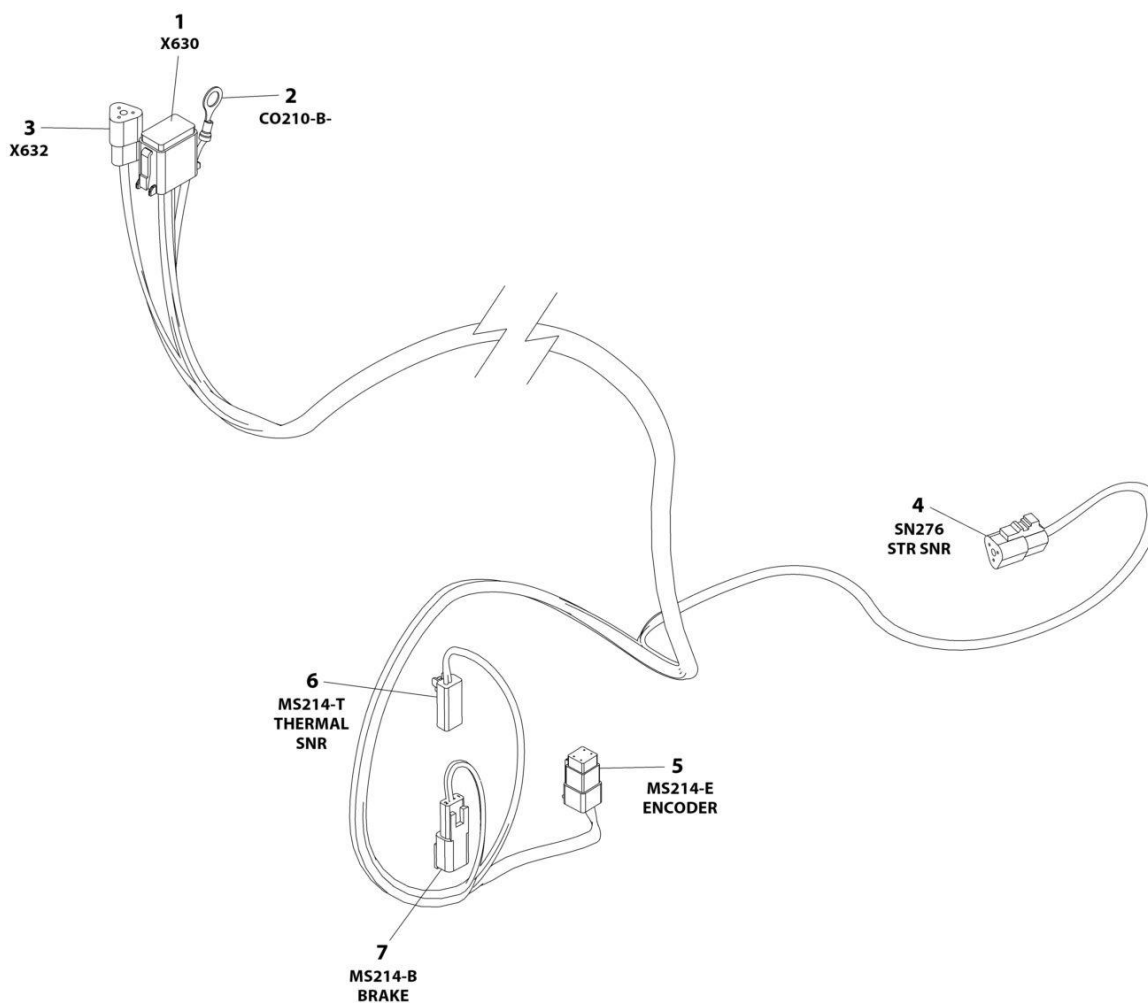 1
X630
2
CO210-B-
3
X632
4
SN276
STR SNR
5
MS214-E
ENCODER
6
MS214-T
THERMAL
SNR
7
MS214-B
BRAKE